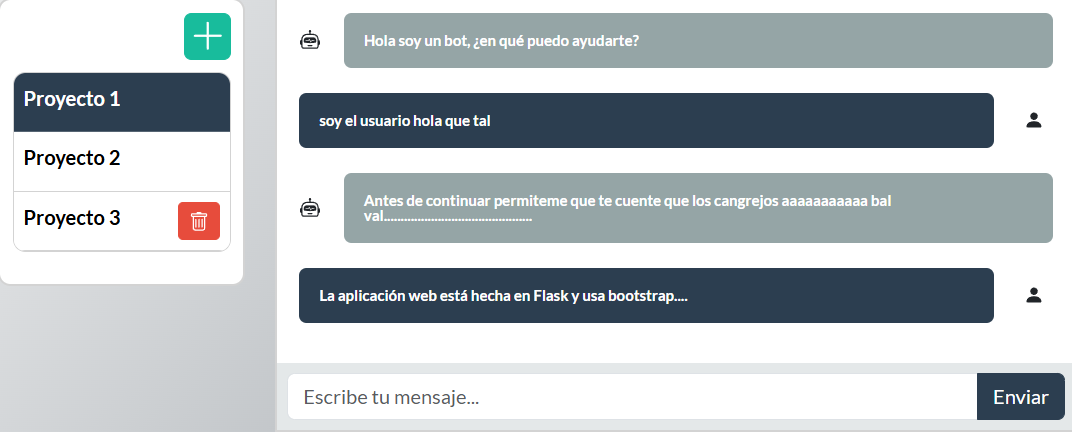 Proyecto 1
Proyecto 2
Proyecto 3
Hola soy un bot, ¿en qué puedo ayudarte?
soy el usuario hola que tal
Antes de continuar permiteme que te cuente que los cangrejos aaaaaaaaaaa bal
val............................................
La aplicación web está hecha en Flask y usa bootstrap....
Escribe tu mensaje...
Enviar